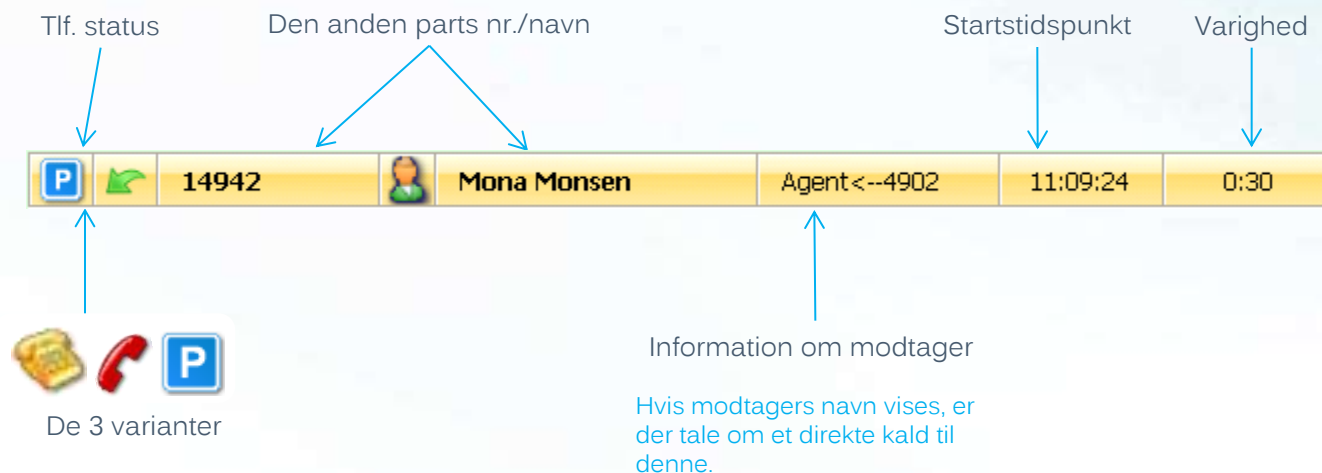 Tlf. status
Den anden parts nr./navn
Startstidspunkt
Varighed
P
14942
Mona Monsen
Agent<--4902
11:09:24
0:30
P
De 3 varianter
Information om modtager
Hvis modtagers navn vises, er
der tale om et direkte kald til
denne.